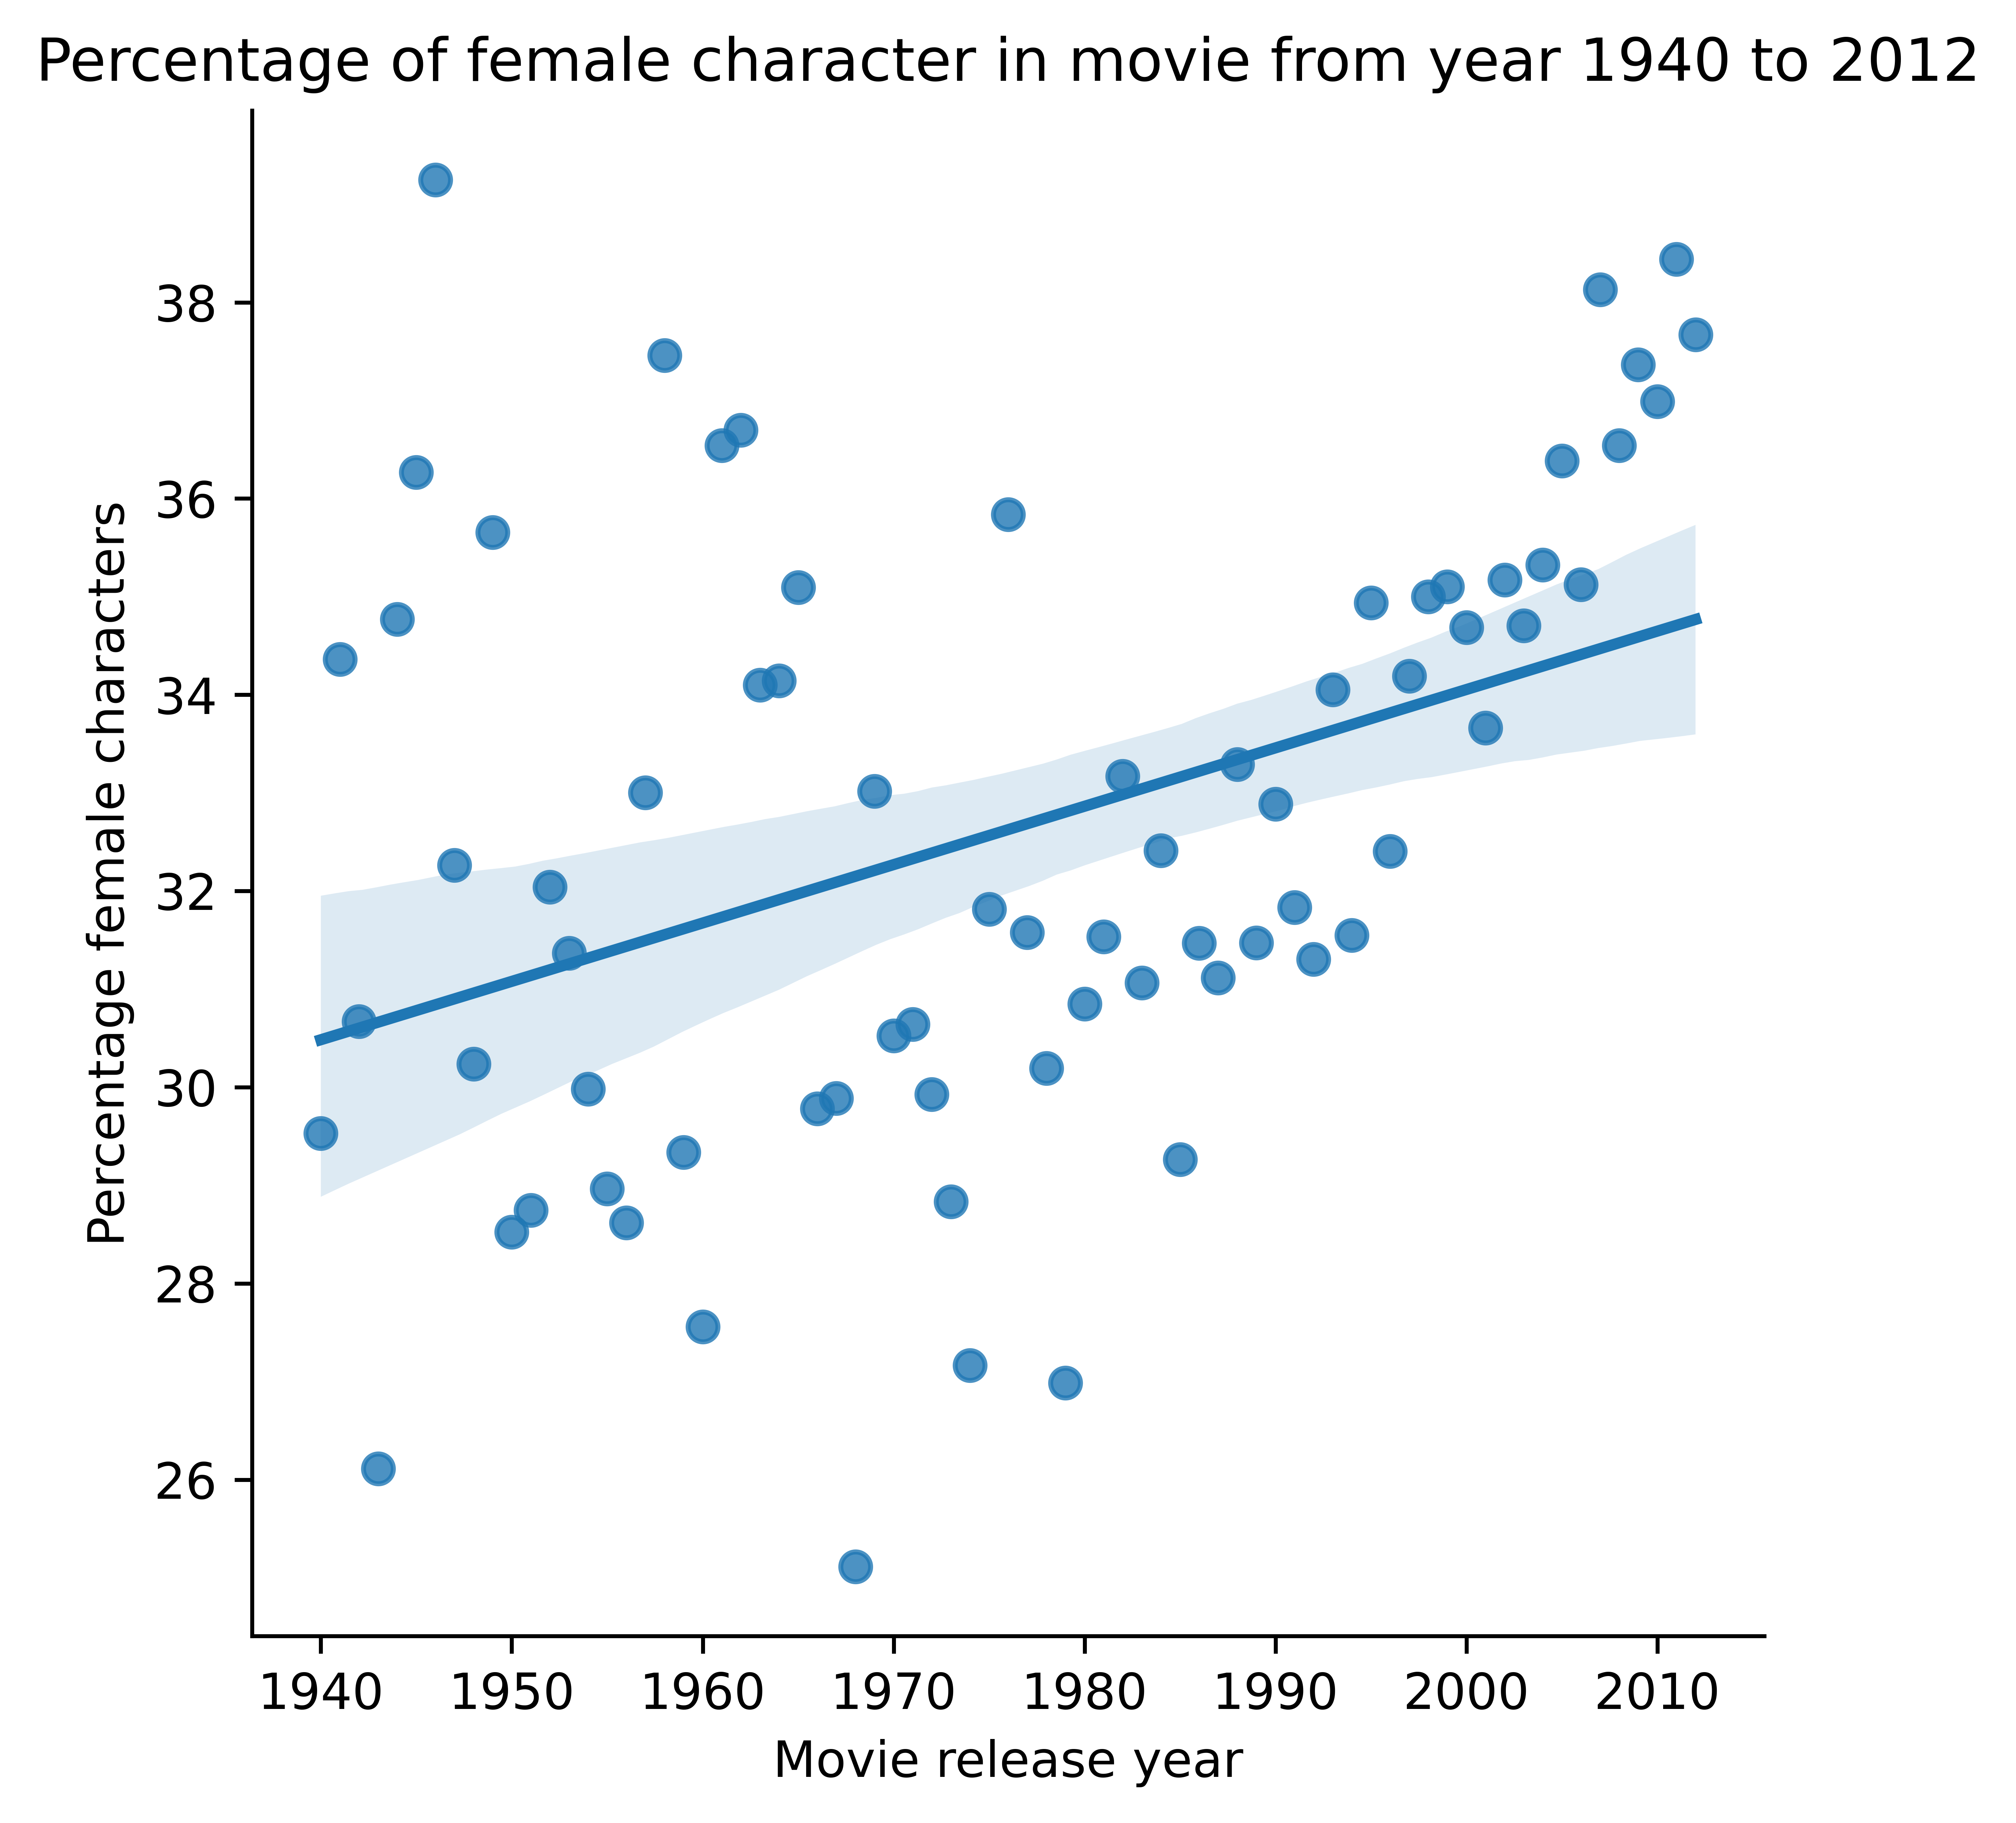 Percentage of female character in movie from year 1940 to 2012
Percentage female characters
38
36
34
32
30
28
26
1940 1950 1960 1970 1980 1990 2000 2010
Movie release year